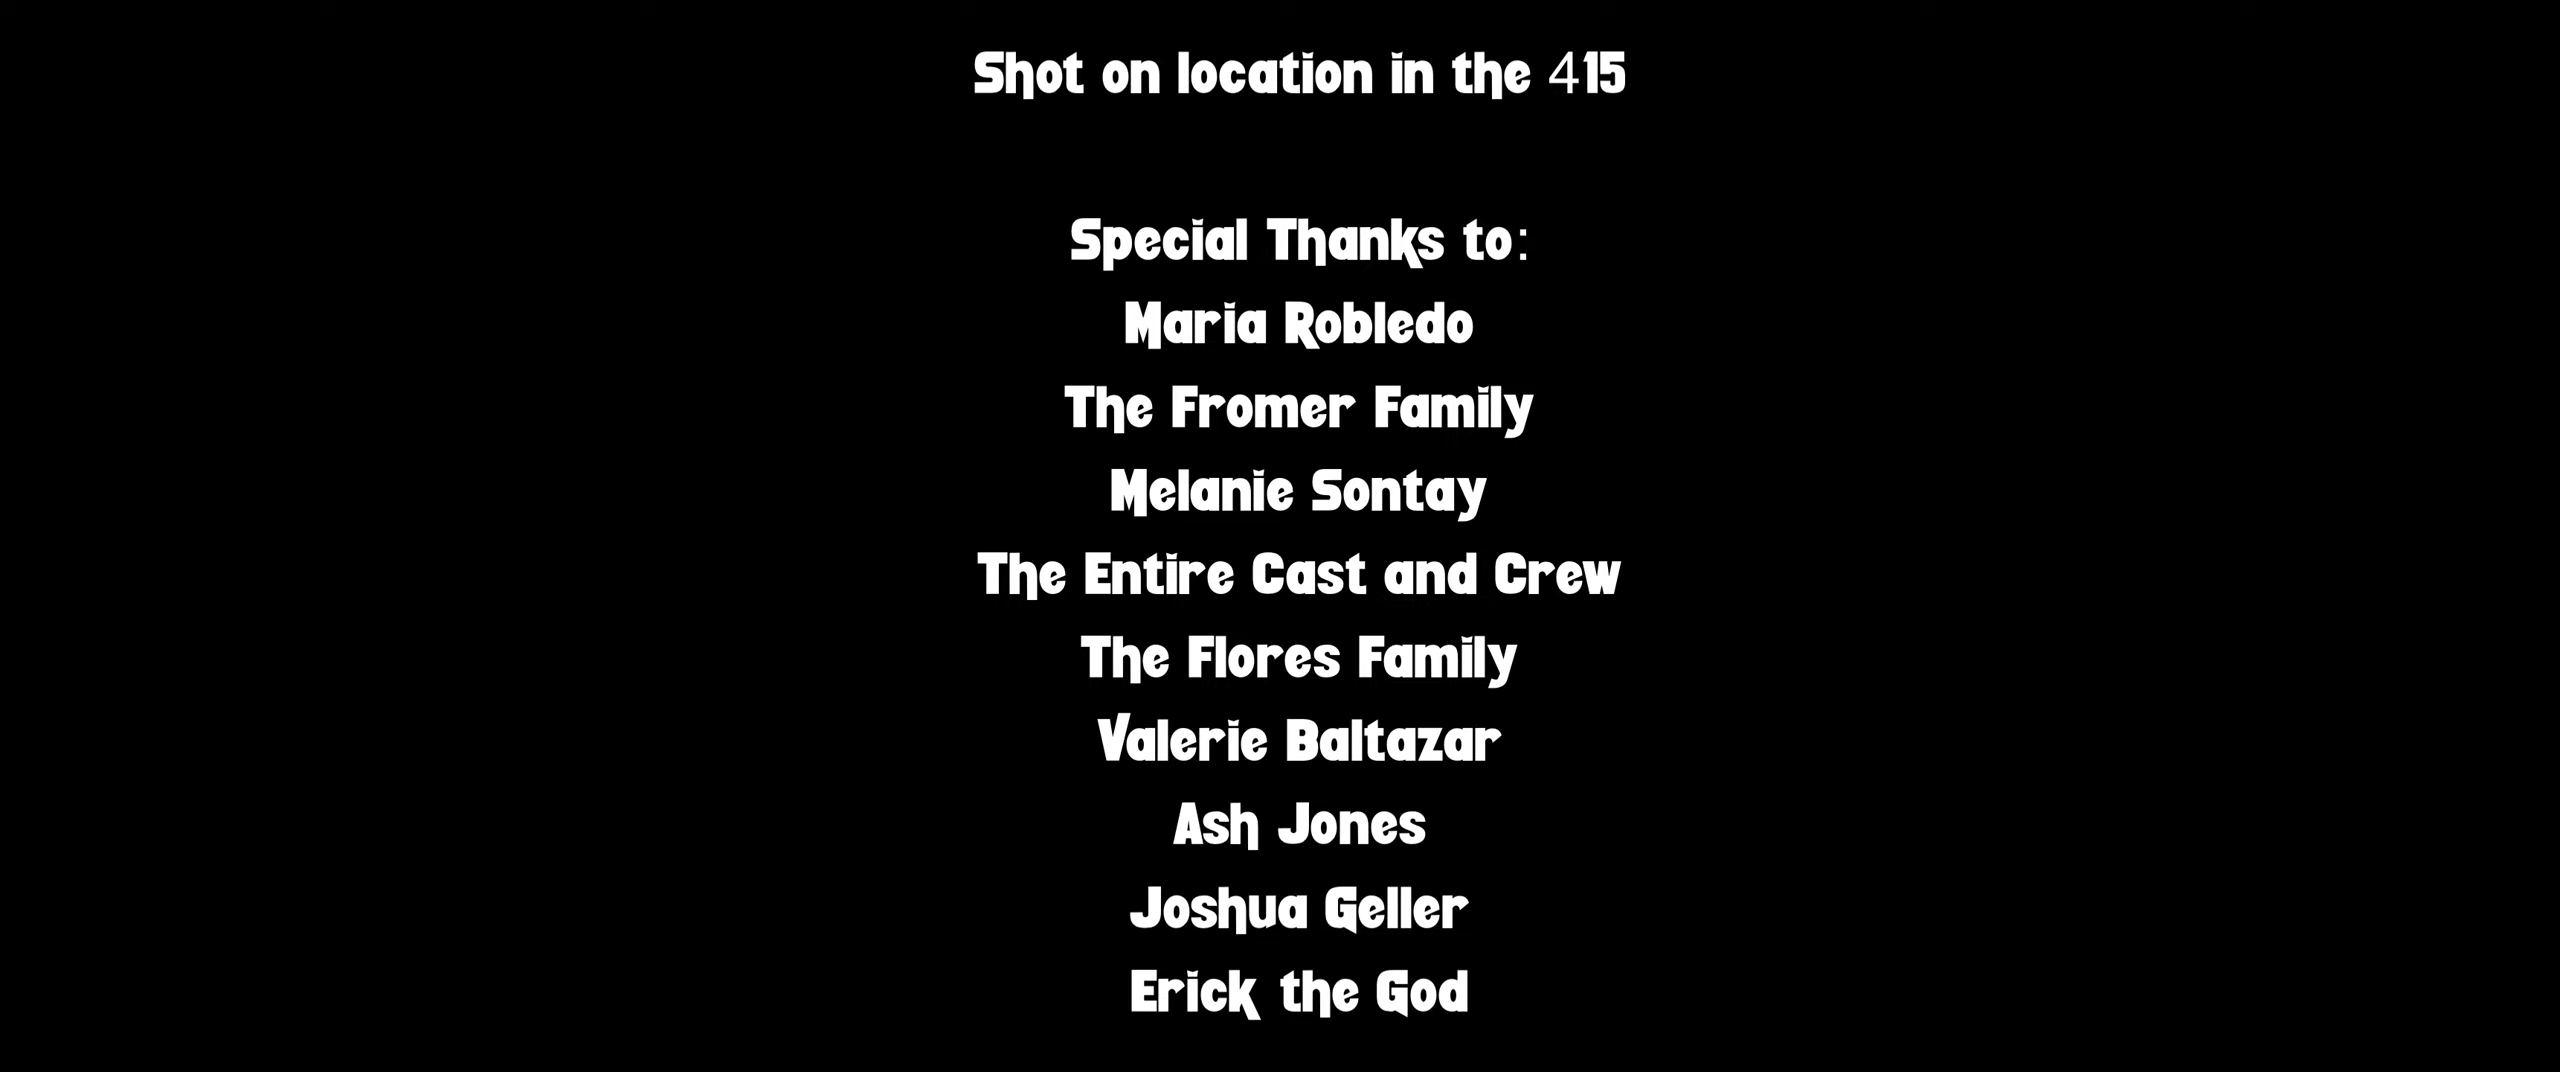 Shot on location in the 415
Special Thanks to:
Maria Robledo
The Fromer Family
Melanie Sontay
The Entire Cast and Crew
The Flores Family
Valerie Baltazar
Ash Jones
Joshua Geller
Erick the God